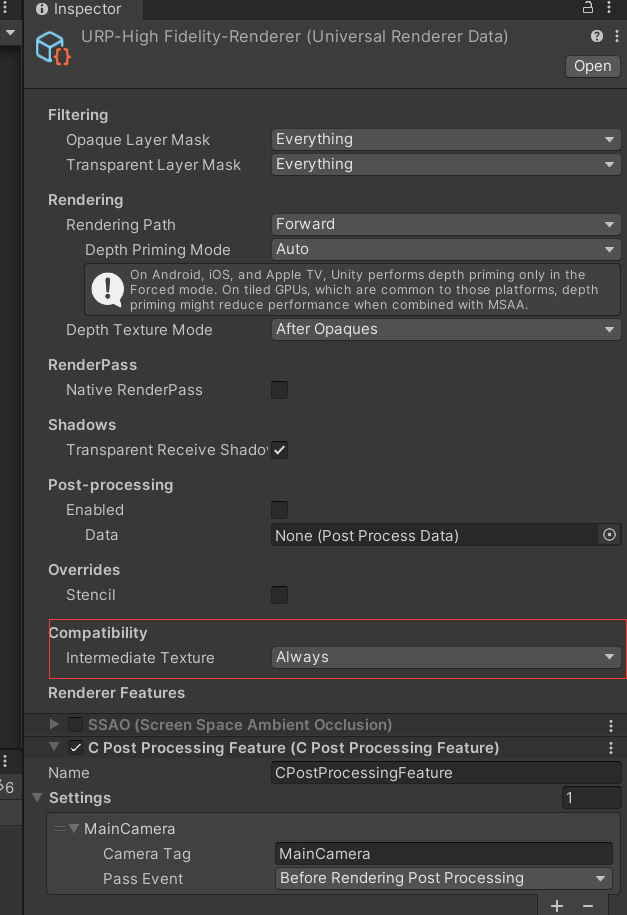 Inspector
URP-High Fidelity-Renderer (Universal Renderer Data)
Open
Filtering
Opaque Layer Mask Everything
Transparent Layer Mask Everything
Rendering
Rendering Path Forward
Depth Priming Mode Auto
On Android, iOS, and Apple TV, Unity performs depth priming only in the
Forced mode. On tiled GPUs, which are common to those platforms, depth
priming might reduce performance when combined with MSAA.
Depth Texture Mode After Opaques
RenderPass
Native RenderPass
Shadows
Transparent Receive Shado
Post-processing
Enabled
Data None (Post Process Data)
Overrides
Stencil
Compatibility
Intermediate Texture Always
Renderer Features
SSAO (Screen Space Ambient Occlusion)
C Post Processing Feature (C Post Processing Feature)
Name CPostProcessingFeature
6
Settings 1
MainCamera
Camera Tag MainCamera
Pass Event Before Rendering Post Processing